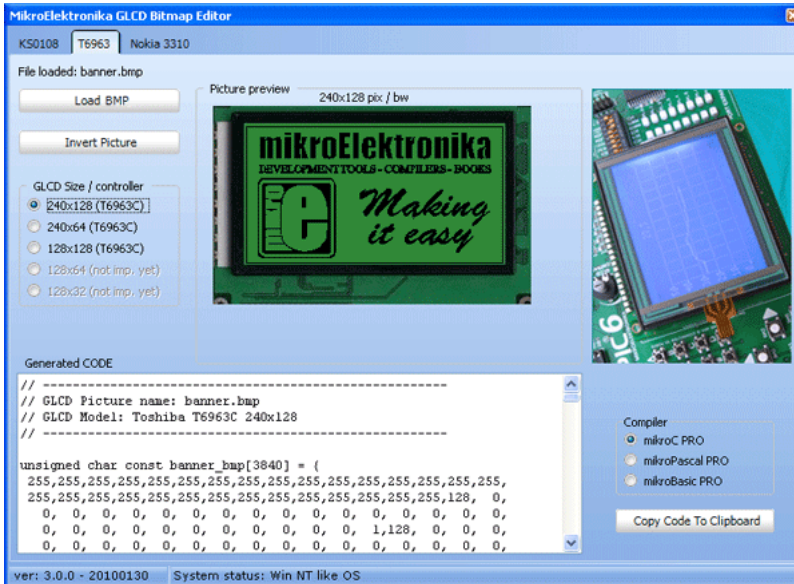 MikroElektronika GLCD Bitmap Editor
KS0108 T6963 Nokia 3310
File loaded: banner.bmp
Load BMP
Invert Picture
GLCD Size / controller
240x128 (T6963C)
240x64 (T6963C)
128x128 (T6963C)
128x64 (not imp. yet)
128x32 (not imp. yet)
Picture preview
240x128 pix / bw
mikroElektronika
DEVELOPMENT TOOLS - COMPILERS - BOOKS
e
Making
it easy
PIC6
Generated CODE
// -------------------------------------------------------
// GLCD Picture name: banner.bmp
// GLCD Model: Toshiba T6963C 240x128
// -------------------------------------------------------
unsigned char const banner_bmp[3840] = {
255,255,255,255,255,255,255,255,255,255,255,255,255,255,255,255,
255,255,255,255,255,255,255,255,255,255,255,255,255,255,128, 0,
0, 0, 0, 0, 0, 0, 0, 0, 0, 0, 0, 0, 0, 0, 0, 0,
0, 0, 0, 0, 0, 0, 0, 0, 0, 0, 0, 1,128, 0, 0, 0,
0, 0, 0, 0, 0, 0, 0, 0, 0, 0, 0, 0, 0, 0, 0, 0,
Compiler
mikroC PRO
mikroPascal PRO
mikroBasic PRO
Copy Code To Clipboard
ver: 3.0.0 - 20100130 System status: Win NT like OS